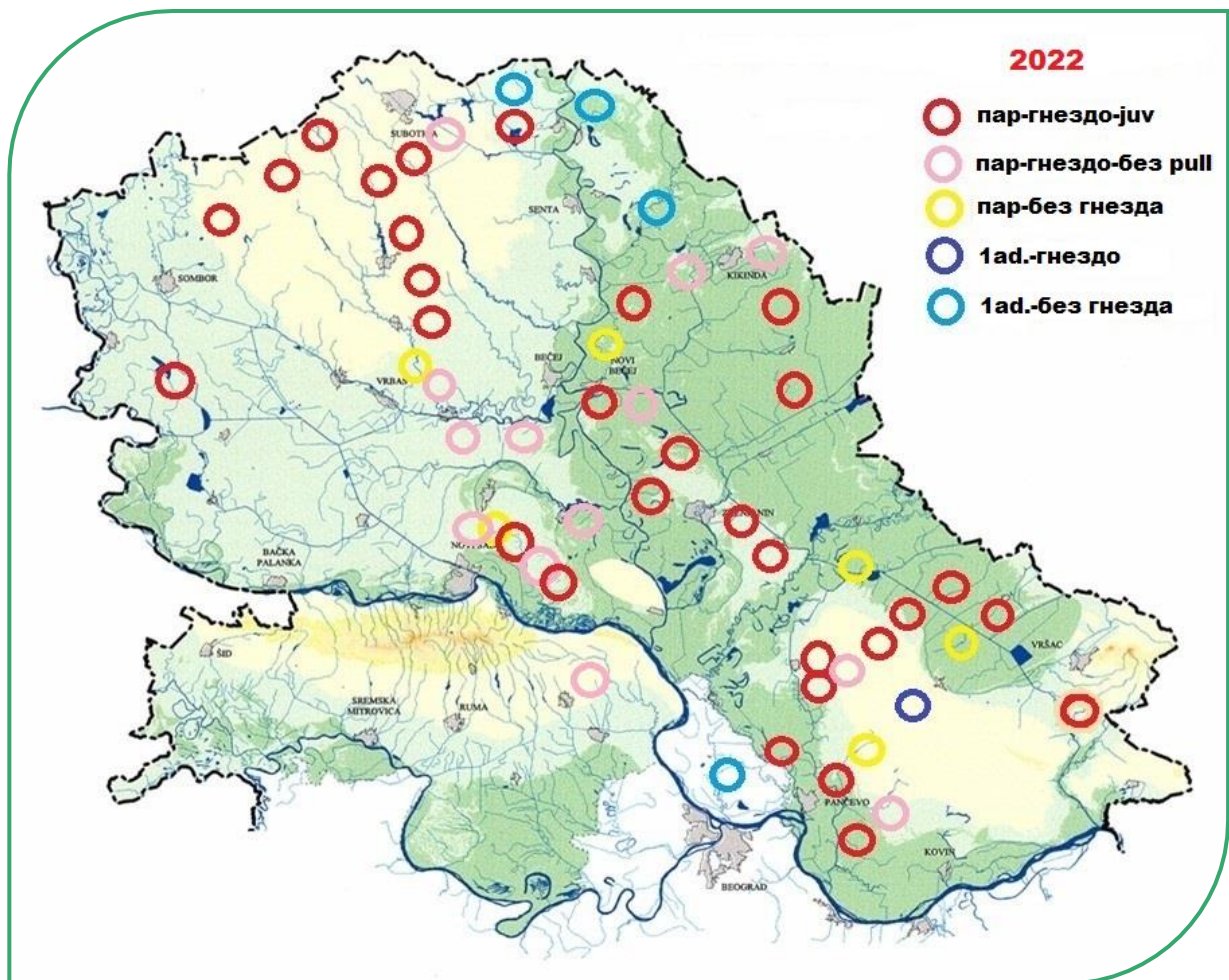 2022
пар-гнездо-juv
пар-гнездо-без pull
пар-без гнезда
1ad.-гнездо
1ad.-без гнезда
SUBOTICA
SENTA
SOMBOR
KIKINDA
BEČEJ
NOVI
BEČEJ
VRBAS
ZRENJANIN
NOVI SAD
BAČKA
PALANKA
VRŠAC
ŠID
SREMSKA
MITROVICA
RUMA
PANČEVO
KOVIN
BEOGRAD